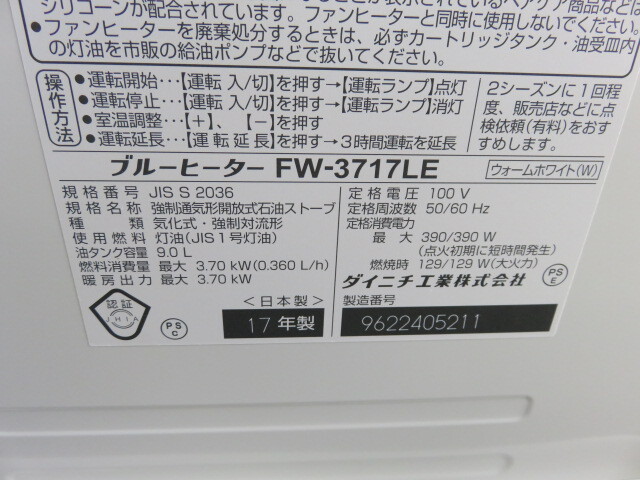 シリコーンが配合されています。ファンヒーターと同時に使用しないでください。
●ファンヒーターを廃棄処分するときは、必ずカートリッジタンク・油受皿内
の灯油を市販の給油ポンプなどで抜いてください。
操作方法
●運転開始…【運転 入/切】を押す→【運転ランプ】点灯
●運転停止…【運転 入/切】を押す→【運転ランプ】消灯
●室温調整…【＋】、【－】を押す
●運転延長…【運転延長】を押す→3時間運転を延長
2シーズンに1回程
度、販売店などに点
検依頼(有料)をおす
すめします。
ブルーヒーター FW-3717LE
ウォームホワイト(W)
規格番号 JIS S 2036
規格名称 強制通気形開放式石油ストーブ
種類 気化式・強制対流形
使用燃料 灯油(JIS1号灯油)
油タンク容量 9.0 L
燃料消費量 最大 3.70 kW(0.360 L/h)
暖房出力 最大 3.70 kW
定格電圧 100 V
定格周波数 50/60 Hz
定格消費電力
最大 390/390 W
(点火初期に短時間発生)
燃焼時 129/129 W(大火力)
ダイニチ工業株式会社
PS
E
認証
JHIA
PS
C
＜日本製＞
17年製
製造番号
9622405211